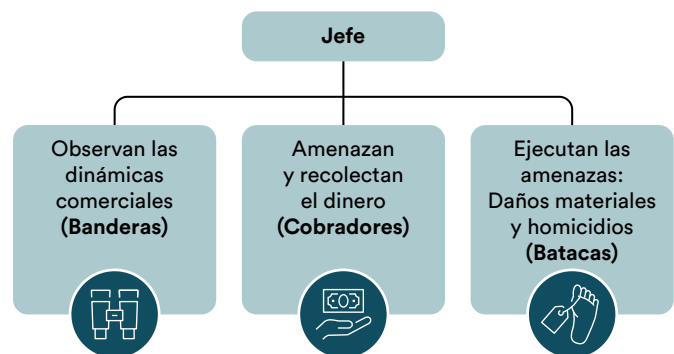 Jefe
Observan las
dinámicas
comerciales
(Banderas)
Amenazan
y recolectan
el dinero
(Cobradores)
Ejecutan las
amenazas:
Daños materiales
y homicidios
(Batacas)